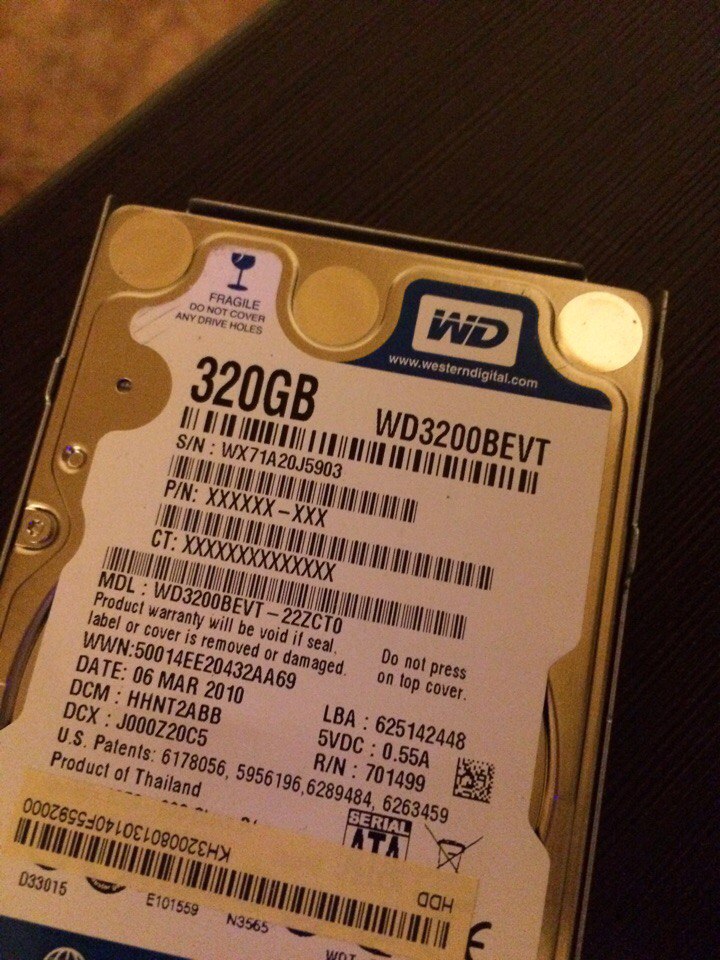 FRAGILE
DO NOT COVER
ANY DRIVE HOLES
WD
www.westerndigital.com
320GB
WD3200BEVT
S/N : WX71A20J5903
P/N: XXXXXX-XXX
CT: XXXXXXXXXXXXXX
MDL : WD3200BEVT-22ZCT0
Product warranty will be void if seal,
label or cover is removed or damaged.
Do not press
on top cover.
WWN:50014EE20432AA69
DATE: 06 MAR 2010
DCM : HHNT2ABB
DCX : J000Z20C5
LBA : 625142448
5VDC : 0.55A
R/N : 701499
U.S. Patents: 6178056, 5956196,6289484, 6263459
Product of Thailand
SERIAL
ATA
KH3200801301​40F5592000
HDD
D33015
E101559
N3565
CE